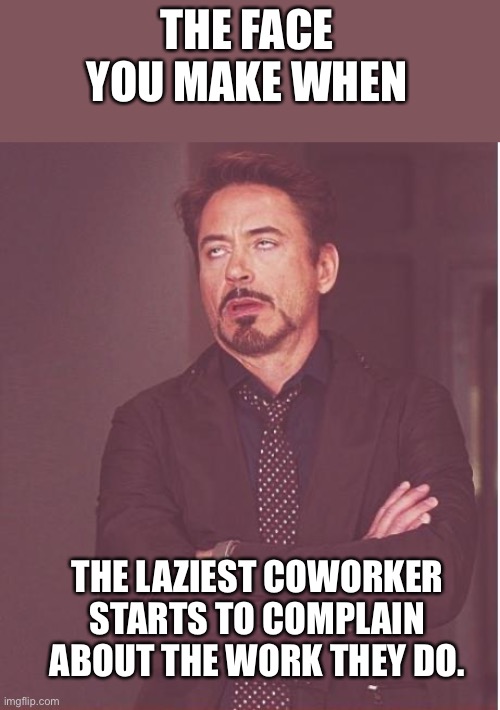 THE FACE
YOU MAKE WHEN
THE LAZIEST COWORKER
STARTS TO COMPLAIN
ABOUT THE WORK THEY DO.
imgflip.com